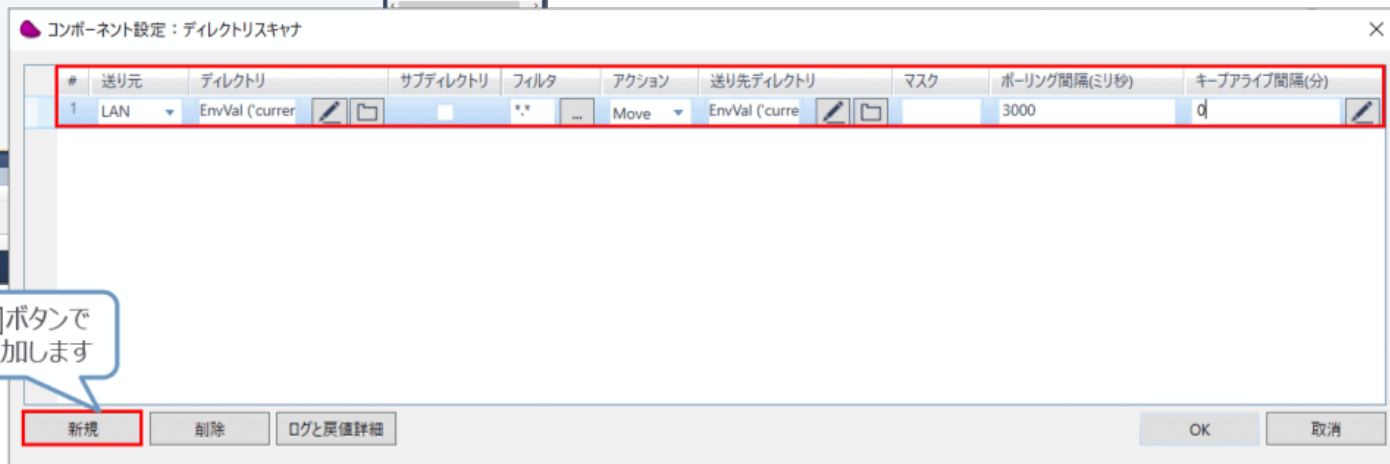 コンポーネント設定：ディレクトリスキャナ
# 送り元 ディレクトリ サブディレクトリ フィルタ アクション 送り先ディレクトリ マスク ポーリング間隔(ミリ秒) キープアライブ間隔(分)
1 LAN EnvVal ('currer *.* ... Move EnvVal ('curre 3000 0
]ボタンで
加します
新規 削除 ログと戻値詳細 OK 取消